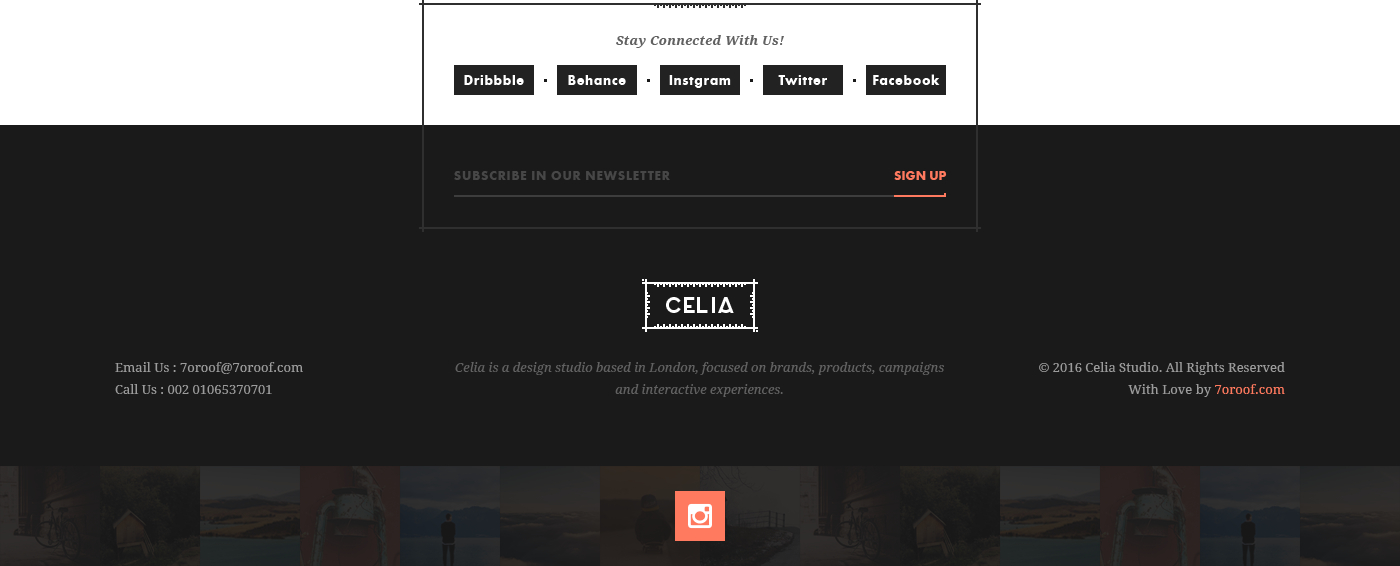 Stay Connected With Us!
Dribbble · Behance · Instgram · Twitter · Facebook
SUBSCRIBE IN OUR NEWSLETTER SIGN UP
CELIA
Email Us : 7oroof@7oroof.com
Call Us : 002 01065370701
Celia is a design studio based in London, focused on brands, products, campaigns
and interactive experiences.
© 2016 Celia Studio. All Rights Reserved
With Love by 7oroof.com